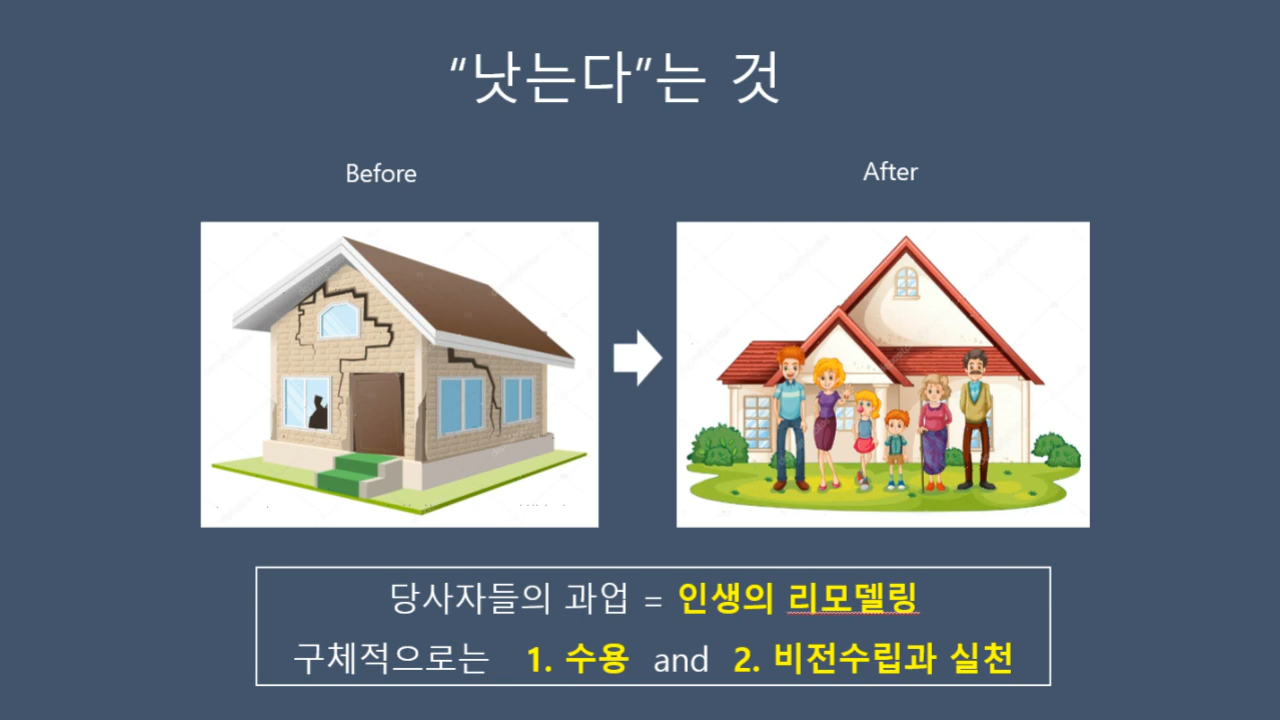 “낫는다”는 것
Before
After
당사자들의 과업 = 인생의 리모델링
구체적으로는 1. 수용 and 2. 비전수립과 실천